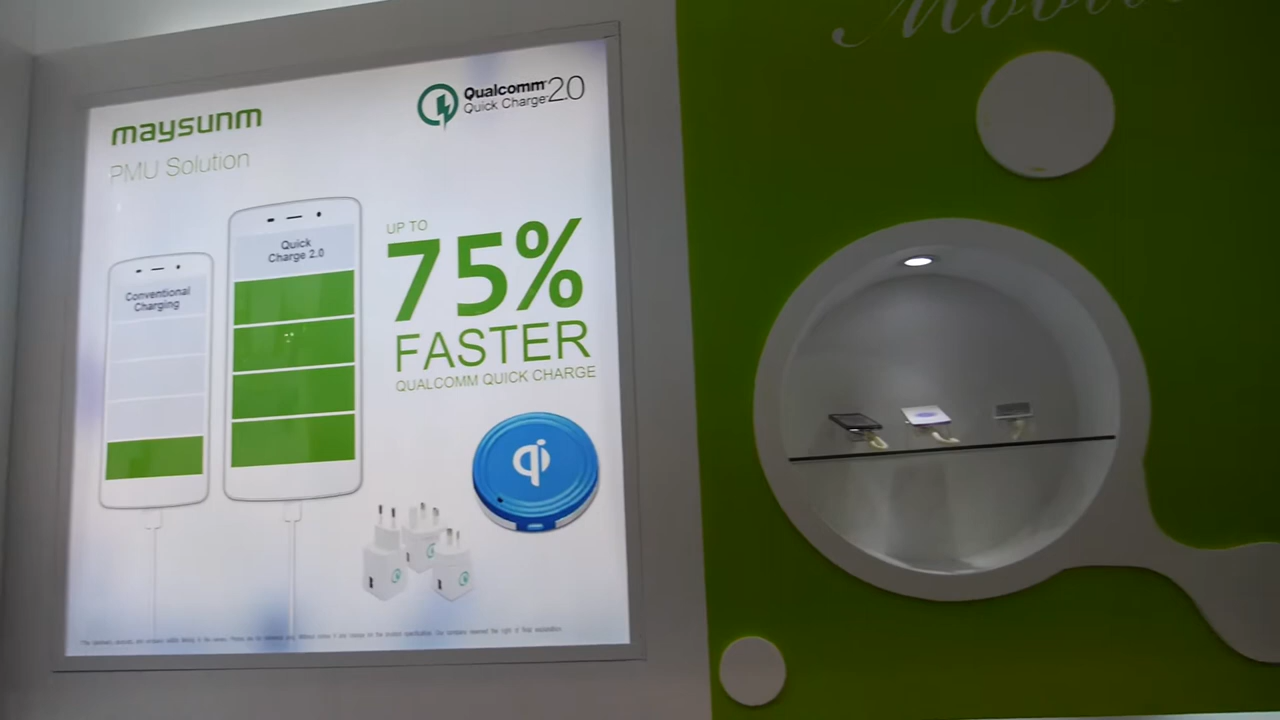 maysunm
PMU Solution
Qualcomm
Quick Charge 2.0
Conventional
Charging
Quick
Charge 2.0
UP TO
75%
FASTER
QUALCOMM QUICK CHARGE
qi